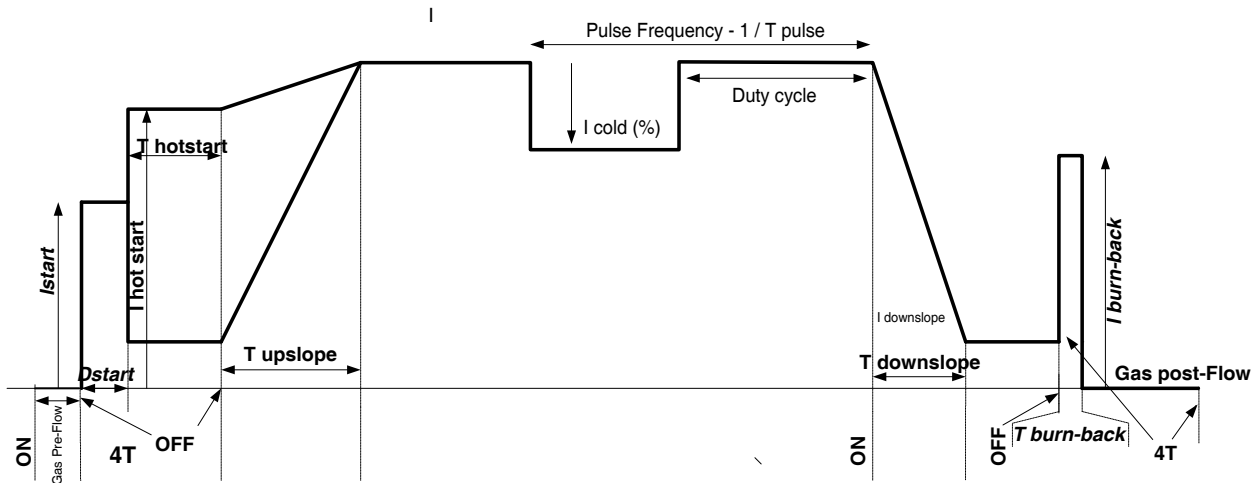 I
Pulse Frequency - 1 / T pulse
Duty cycle
I cold (%)
T hotstart
I hot start
Istart
I burn-back
I downslope
T upslope
T downslope
Dstart
Gas post-Flow
ON
Gas Pre-Flow
4T
OFF
ON
OFF
T burn-back
4T